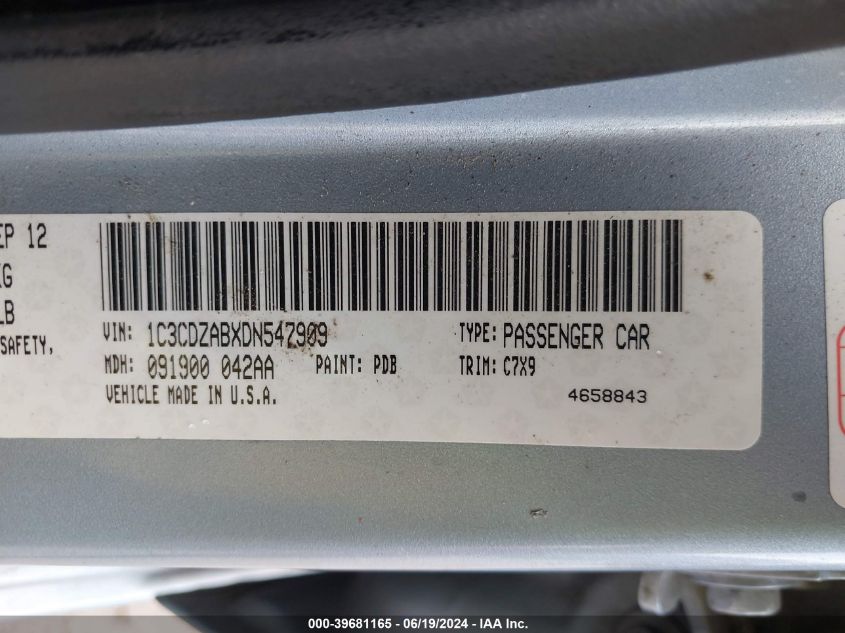 EP 12
KG
LB
SAFETY,
VIN: 1C3CDZABXDN547909 TYPE: PASSENGER CAR
MDH: 091900 042AA PAINT: PDB TRIM: C7X9
VEHICLE MADE IN U.S.A. 4658843
000-39681165 - 06/19/2024 - IAA Inc.